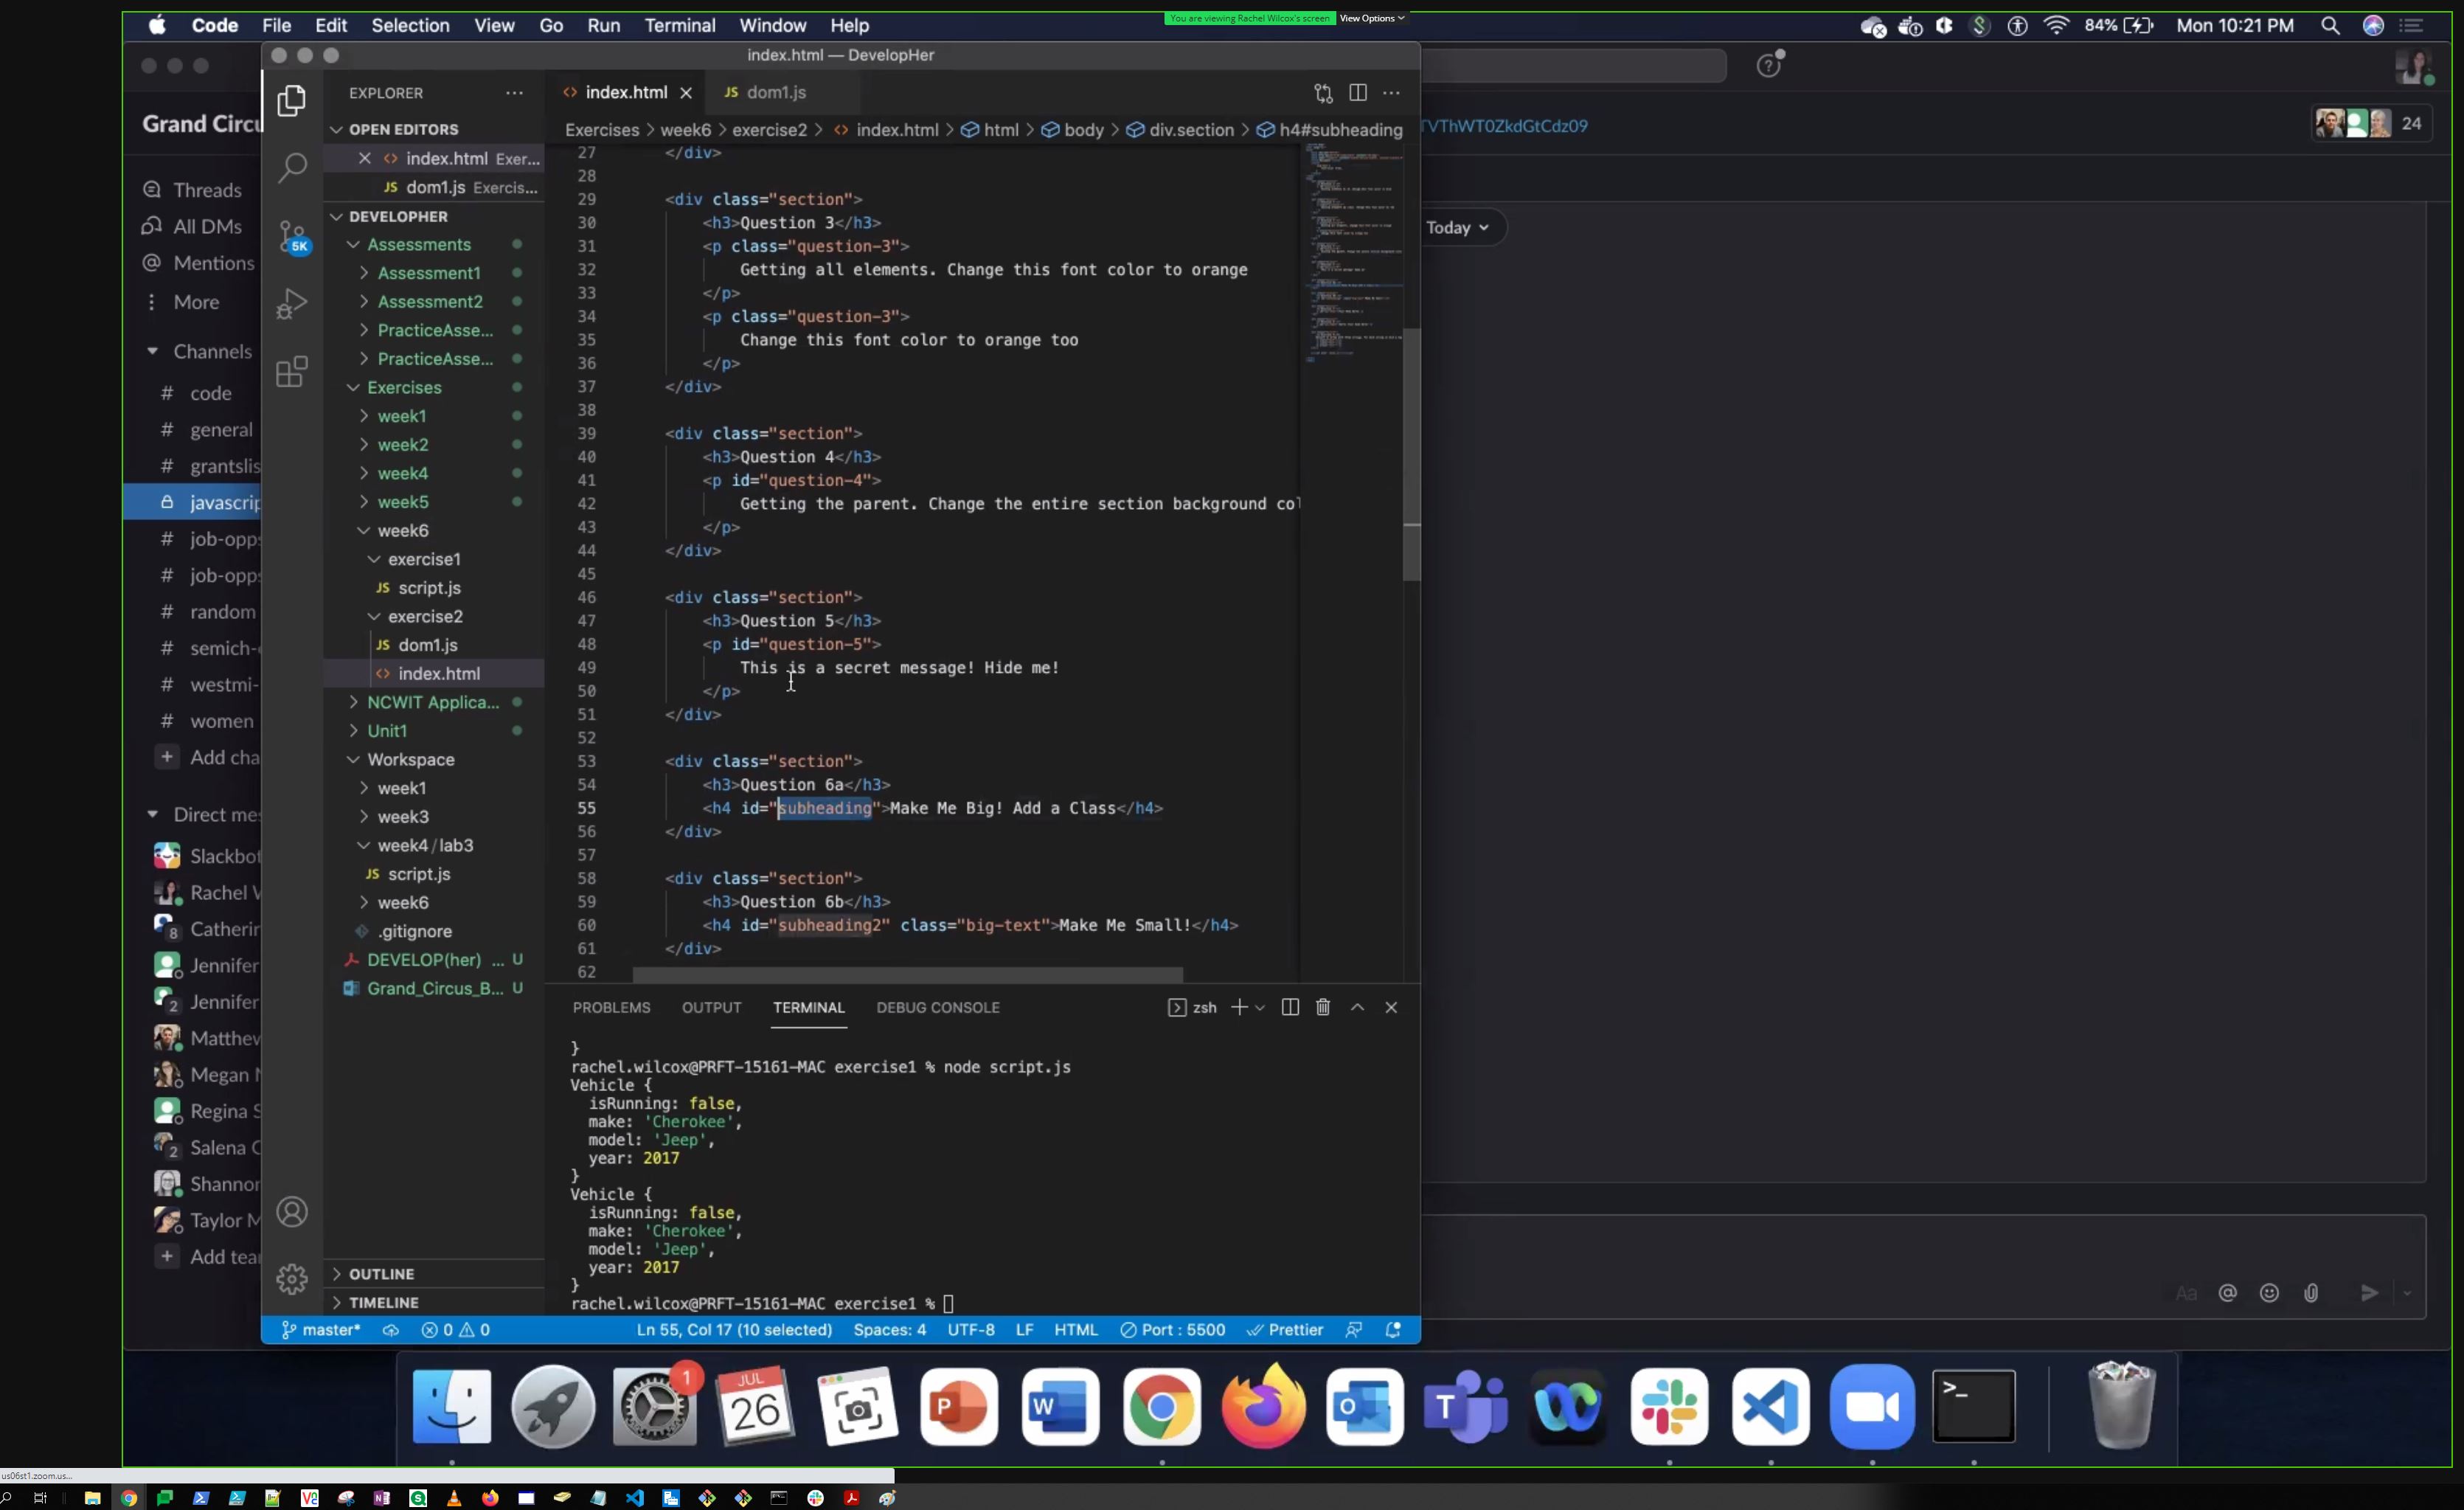 You are viewing Rachel Wilcox's screen View Options
Code File Edit Selection View Go Run Terminal Window Help
84% Mon 10:21 PM
index.html — DevelopHer
Grand Circu
Threads
All DMs
Mentions
More
Channels
# code
# general
# grantslis
javascrip
# job-opps
# job-opps
# random
# semich-
# westmi-
# women
+ Add cha
Direct me
Slackbot
Rachel W
8 Catherin
Jennifer
2 Jennifer
Matthew
Megan
Regina S
2 Salena
Shannon
Taylor M
+ Add tea
EXPLORER
OPEN EDITORS
index.html Exer...
JS dom1.js Exercis...
DEVELOPHER
Assessments
Assessment1
Assessment2
PracticeAsse...
PracticeAsse...
Exercises
week1
week2
week4
week5
week6
exercise1
JS script.js
exercise2
JS dom1.js
<> index.html
NCWIT Applica...
Unit1
Workspace
week1
week3
week4 / lab3
JS script.js
week6
.gitignore
DEVELOP(her) ... U
Grand_Circus_B... U
OUTLINE
TIMELINE
5K
<> index.html
JS dom1.js
Exercises > week6 > exercise2 > <> index.html > html > body > div.section > h4#subheading
27 </div>
28
29 <div class="section">
30 <h3>Question 3</h3>
31 <p class="question-3">
32 Getting all elements. Change this font color to orange
33 </p>
34 <p class="question-3">
35 Change this font color to orange too
36 </p>
37 </div>
38
39 <div class="section">
40 <h3>Question 4</h3>
41 <p id="question-4">
42 Getting the parent. Change the entire section background col
43 </p>
44 </div>
45
46 <div class="section">
47 <h3>Question 5</h3>
48 <p id="question-5">
49 This is a secret message! Hide me!
50 </p>
51 </div>
52
53 <div class="section">
54 <h3>Question 6a</h3>
55 <h4 id="subheading">Make Me Big! Add a Class</h4>
56 </div>
57
58 <div class="section">
59 <h3>Question 6b</h3>
60 <h4 id="subheading2" class="big-text">Make Me Small!</h4>
61 </div>
62
PROBLEMS OUTPUT TERMINAL DEBUG CONSOLE
zsh
}
rachel.wilcox@PRFT-15161-MAC exercise1 % node script.js
Vehicle {
isRunning: false,
make: 'Cherokee',
model: 'Jeep',
year: 2017
}
Vehicle {
isRunning: false,
make: 'Cherokee',
model: 'Jeep',
year: 2017
}
rachel.wilcox@PRFT-15161-MAC exercise1 %
master* 0 0 Ln 55, Col 17 (10 selected) Spaces: 4 UTF-8 LF HTML Port : 5500 Prettier
TVThWT0ZkdGtCdz09
24
Today
Aa
1
JUL
26
us06st1.zoom.us...